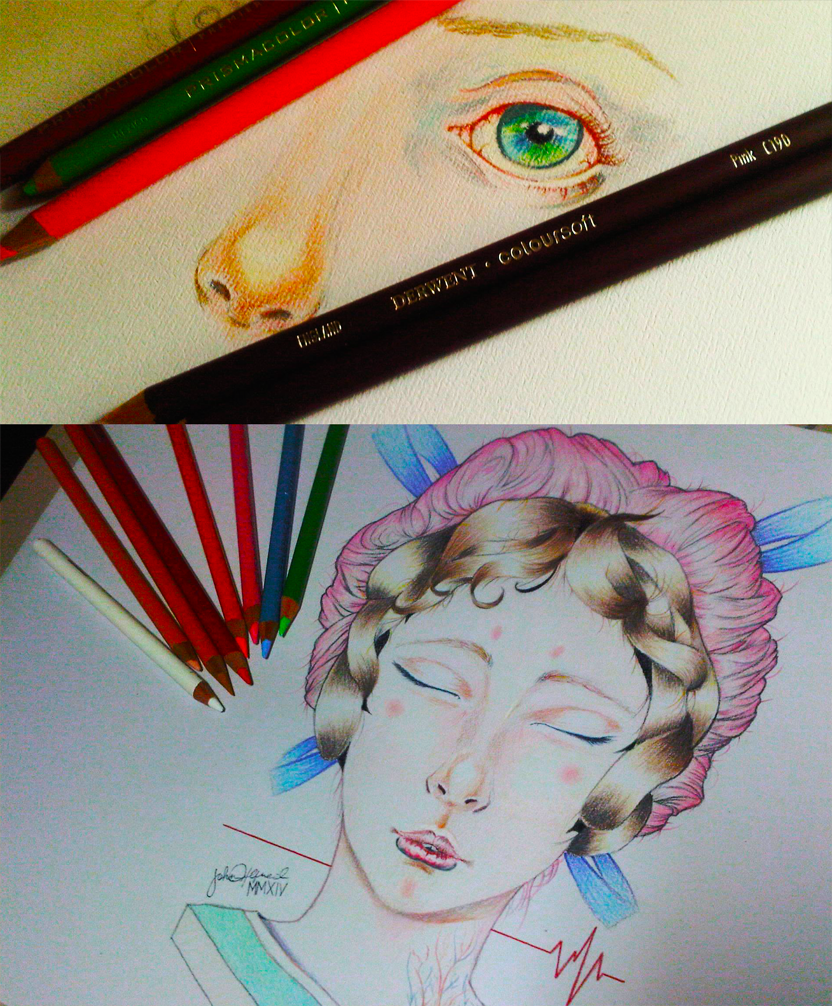 PRISMACOLOR
Pink C190
DERWENT · coloursoft
ENGLAND
MMXIV